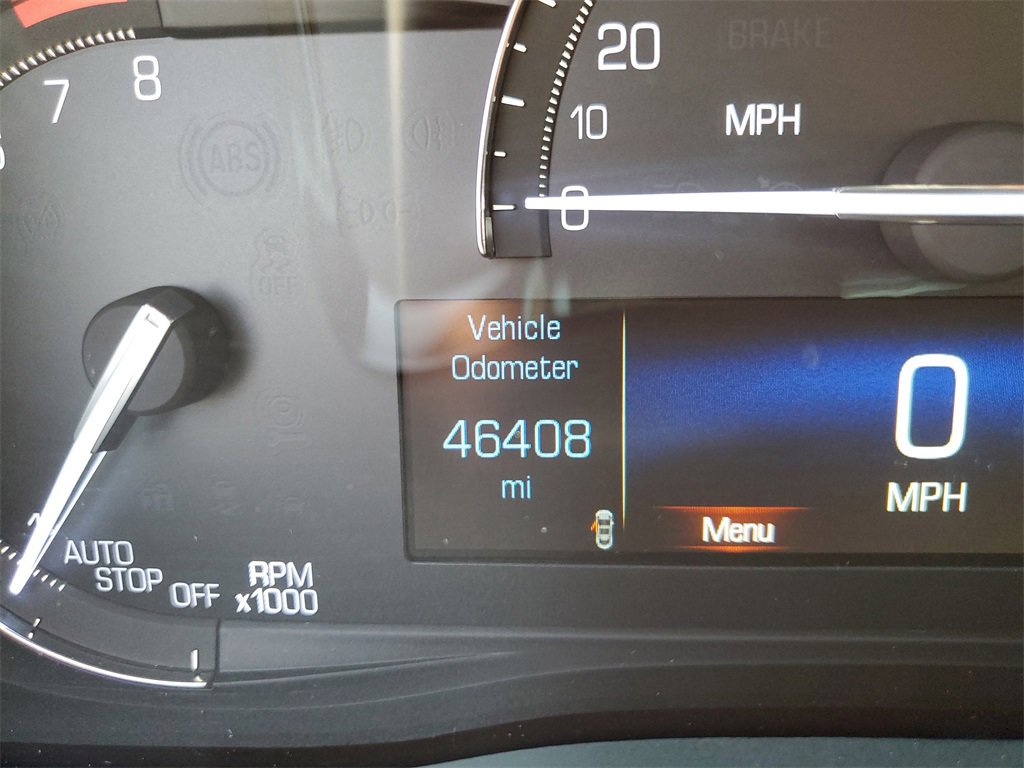 8
7
20
BRAKE
10
MPH
ABS
0
OFF
Vehicle
Odometer
46408
mi
0
MPH
Menu
AUTO
STOP
OFF
RPM
x1000